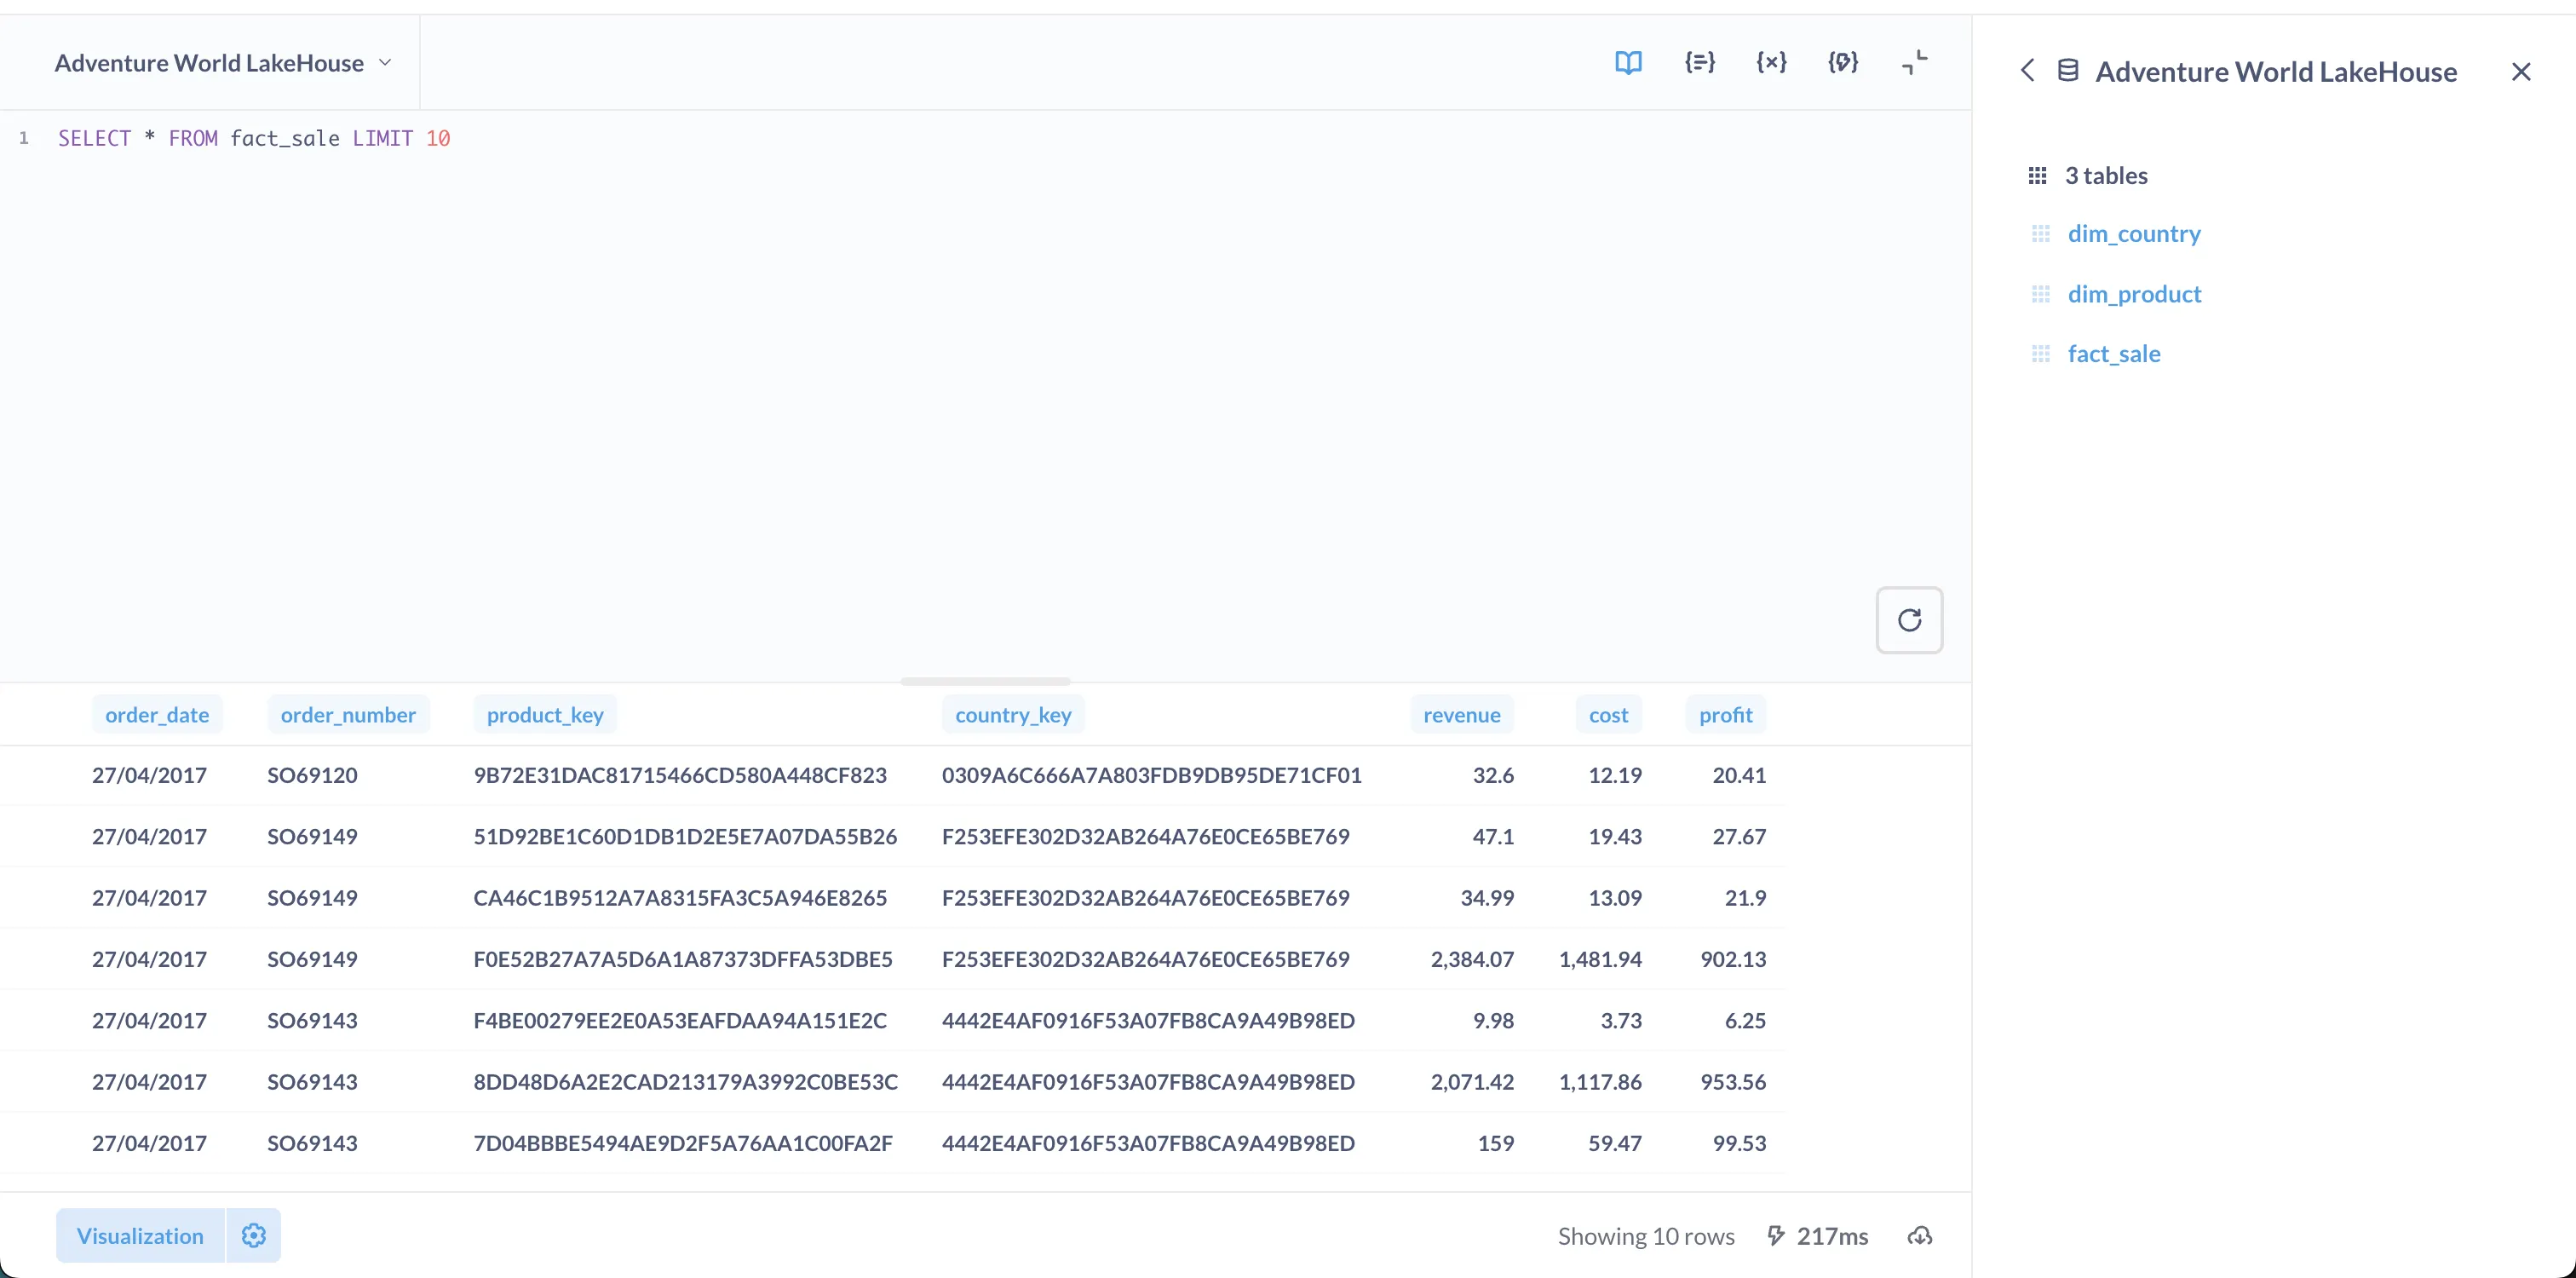 Adventure World LakeHouse
1 SELECT * FROM fact_sale LIMIT 10
order_date order_number product_key country_key revenue cost profit
27/04/2017 SO69120 9B72E31DAC81715466CD580A448CF823 0309A6C666A7A803FDB9DB95DE71CF01 32.6 12.19 20.41
27/04/2017 SO69149 51D92BE1C60D1DB1D2E5E7A07DA55B26 F253EFE302D32AB264A76E0CE65BE769 47.1 19.43 27.67
27/04/2017 SO69149 CA46C1B9512A7A8315FA3C5A946E8265 F253EFE302D32AB264A76E0CE65BE769 34.99 13.09 21.9
27/04/2017 SO69149 F0E52B27A7A5D6A1A87373DFFA53DBE5 F253EFE302D32AB264A76E0CE65BE769 2,384.07 1,481.94 902.13
27/04/2017 SO69143 F4BE00279EE2E0A53EAFDAA94A151E2C 4442E4AF0916F53A07FB8CA9A49B98ED 9.98 3.73 6.25
27/04/2017 SO69143 8DD48D6A2E2CAD213179A3992C0BE53C 4442E4AF0916F53A07FB8CA9A49B98ED 2,071.42 1,117.86 953.56
27/04/2017 SO69143 7D04BBBE5494AE9D2F5A76AA1C00FA2F 4442E4AF0916F53A07FB8CA9A49B98ED 159 59.47 99.53
Visualization
Showing 10 rows 217ms
Adventure World LakeHouse
3 tables
dim_country
dim_product
fact_sale